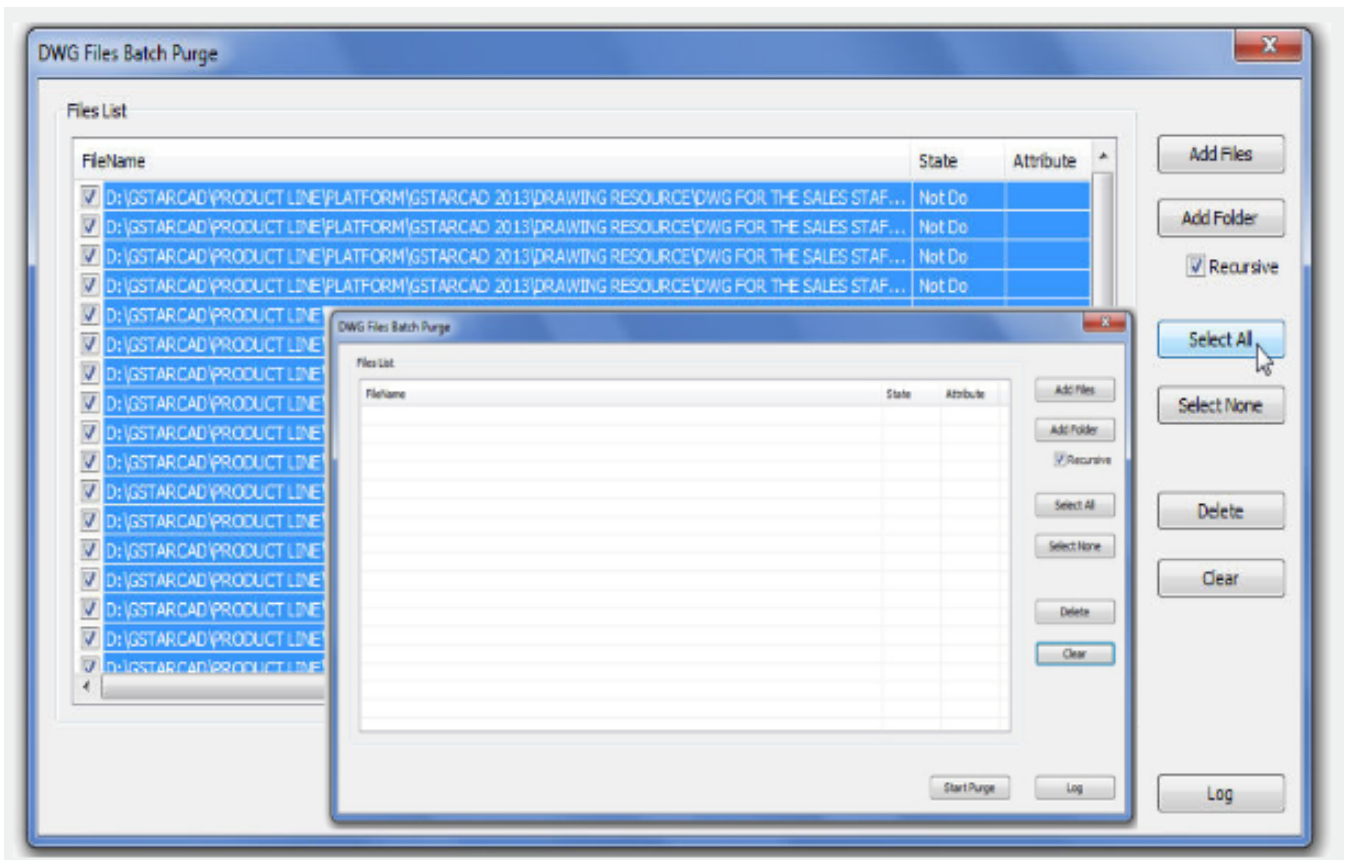 DWG Files Batch Purge
Files List
FileName State Attribute
D:\GSTARCAD\PRODUCT LINE\PLATFORM\GSTARCAD 2013\DRAWING RESOURCE\DWG FOR THE SALES STAF... Not Do
D:\GSTARCAD\PRODUCT LINE\PLATFORM\GSTARCAD 2013\DRAWING RESOURCE\DWG FOR THE SALES STAF... Not Do
D:\GSTARCAD\PRODUCT LINE\PLATFORM\GSTARCAD 2013\DRAWING RESOURCE\DWG FOR THE SALES STAF... Not Do
D:\GSTARCAD\PRODUCT LINE\PLATFORM\GSTARCAD 2013\DRAWING RESOURCE\DWG FOR THE SALES STAF... Not Do
D:\GSTARCAD\PRODUCT LINE\
D:\GSTARCAD\PRODUCT LINE\
D:\GSTARCAD\PRODUCT LINE\
D:\GSTARCAD\PRODUCT LINE\
D:\GSTARCAD\PRODUCT LINE\
D:\GSTARCAD\PRODUCT LINE\
D:\GSTARCAD\PRODUCT LINE\
D:\GSTARCAD\PRODUCT LINE\
D:\GSTARCAD\PRODUCT LINE\
D:\GSTARCAD\PRODUCT LINE\
D:\GSTARCAD\PRODUCT LINE\
D:\GSTARCAD\PRODUCT LINE\
D:\GSTARCAD\PRODUCT LINE\
Add Files
Add Folder
Recursive
Select All
Select None
Delete
Clear
Log
DWG Files Batch Purge
Files List
FileName State Attribute
Add Files
Add Folder
Recursive
Select All
Select None
Delete
Clear
Start Purge
Log